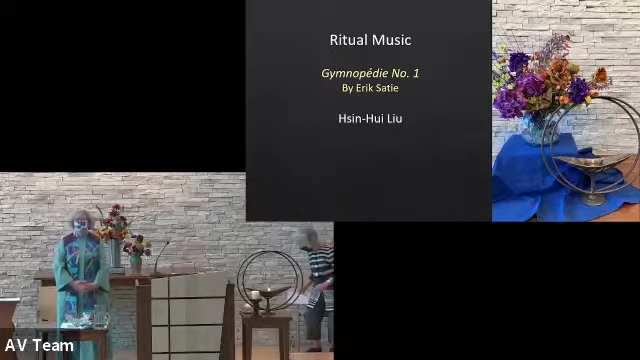 Ritual Music
Gymnopédie No. 1
By Erik Satie
Hsin-Hui Liu
AV Team